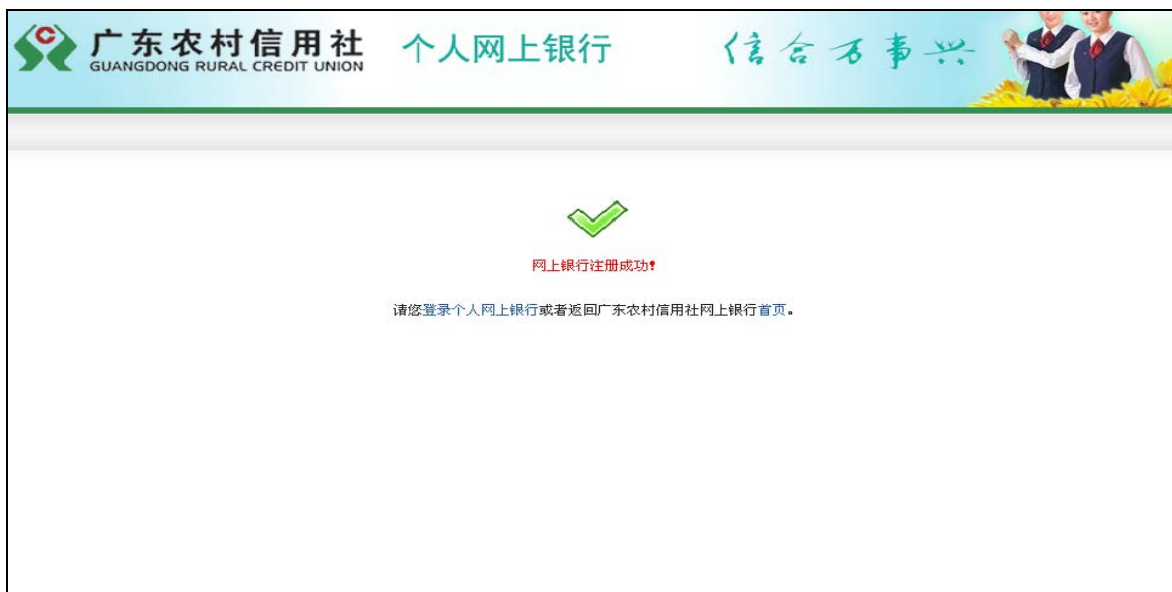 广东农村信用社
GUANGDONG RURAL CREDIT UNION
个人网上银行
信合万事兴
网上银行注册成功!
请您登录个人网上银行或者返回广东农村信用社网上银行首页。